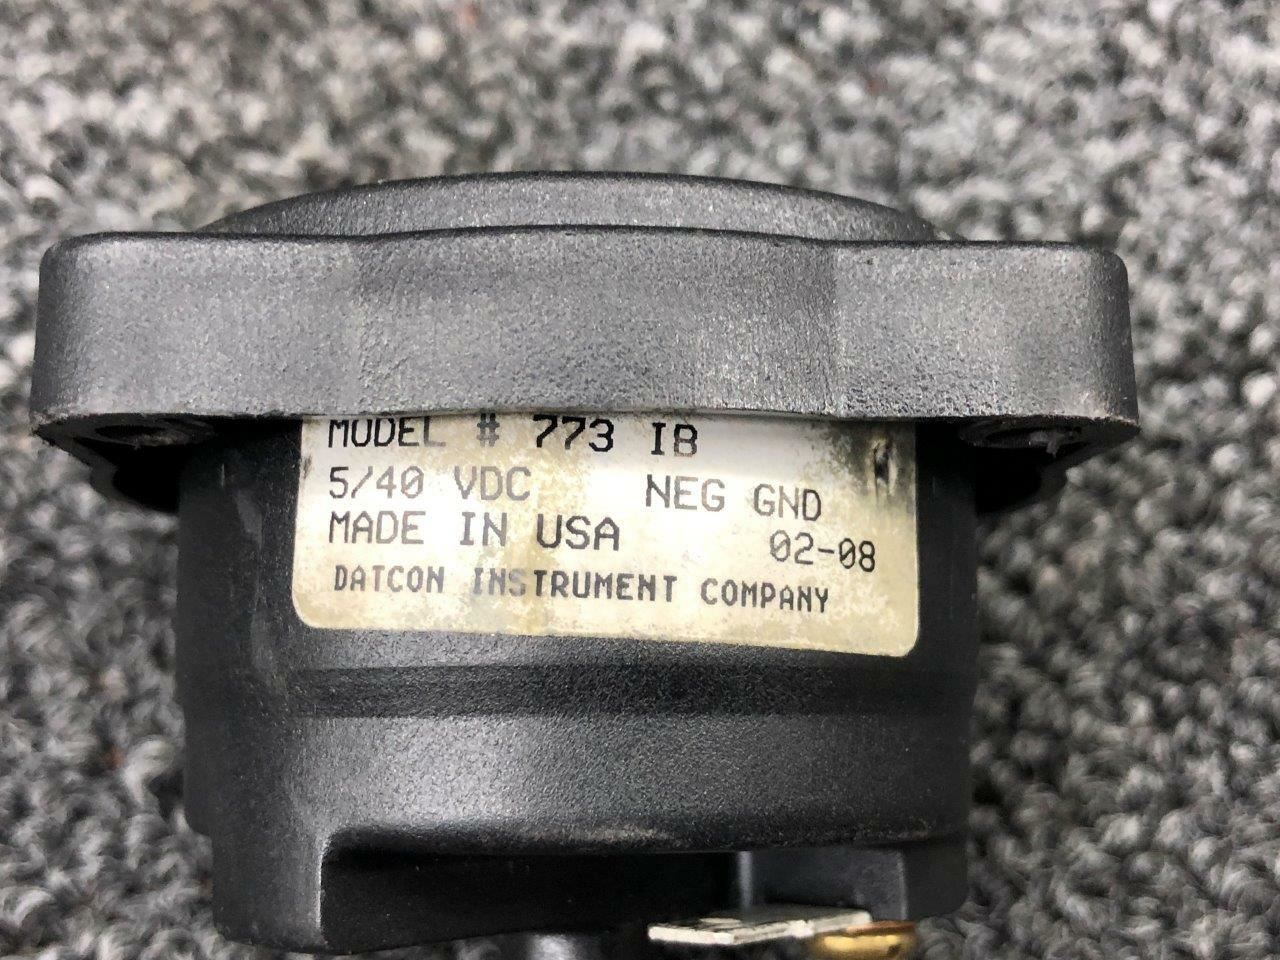 MODEL # 773 IB
5/40 VDC NEG GND
MADE IN USA 02-08
DATCON INSTRUMENT COMPANY